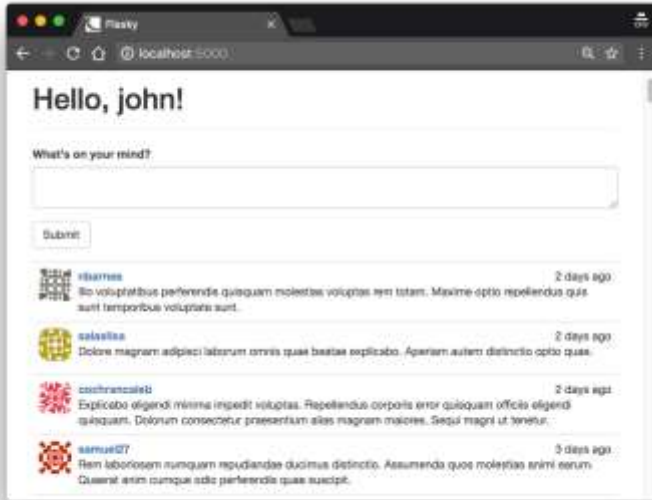 Flasky
localhost:5000
Hello, john!
What's on your mind?
Submit
rbarnes 2 days ago
Illo voluptatibus perferendis quisquam molestias voluptas rem totam. Maxime optio repellendus quis
sunt temporibus voluptate sunt.
salaslisa 2 days ago
Dolore magnam adipisci laborum omnis quae beatae explicabo. Aperiam autem distinctio optio quae.
cochrancaleb 2 days ago
Explicabo eligendi minima impedit voluptas. Repellendus corporis error quisquam officiis eligendi
quisquam. Dolorum consectetur praesentium alias magnam maiores. Sequi magni ut tenetur.
samuel27 3 days ago
Rem laboriosam numquam repudiandae ducimus distinctio. Assumenda quos molestias animi earum.
Quaerat enim cumque odio perferendis quae suscipit.